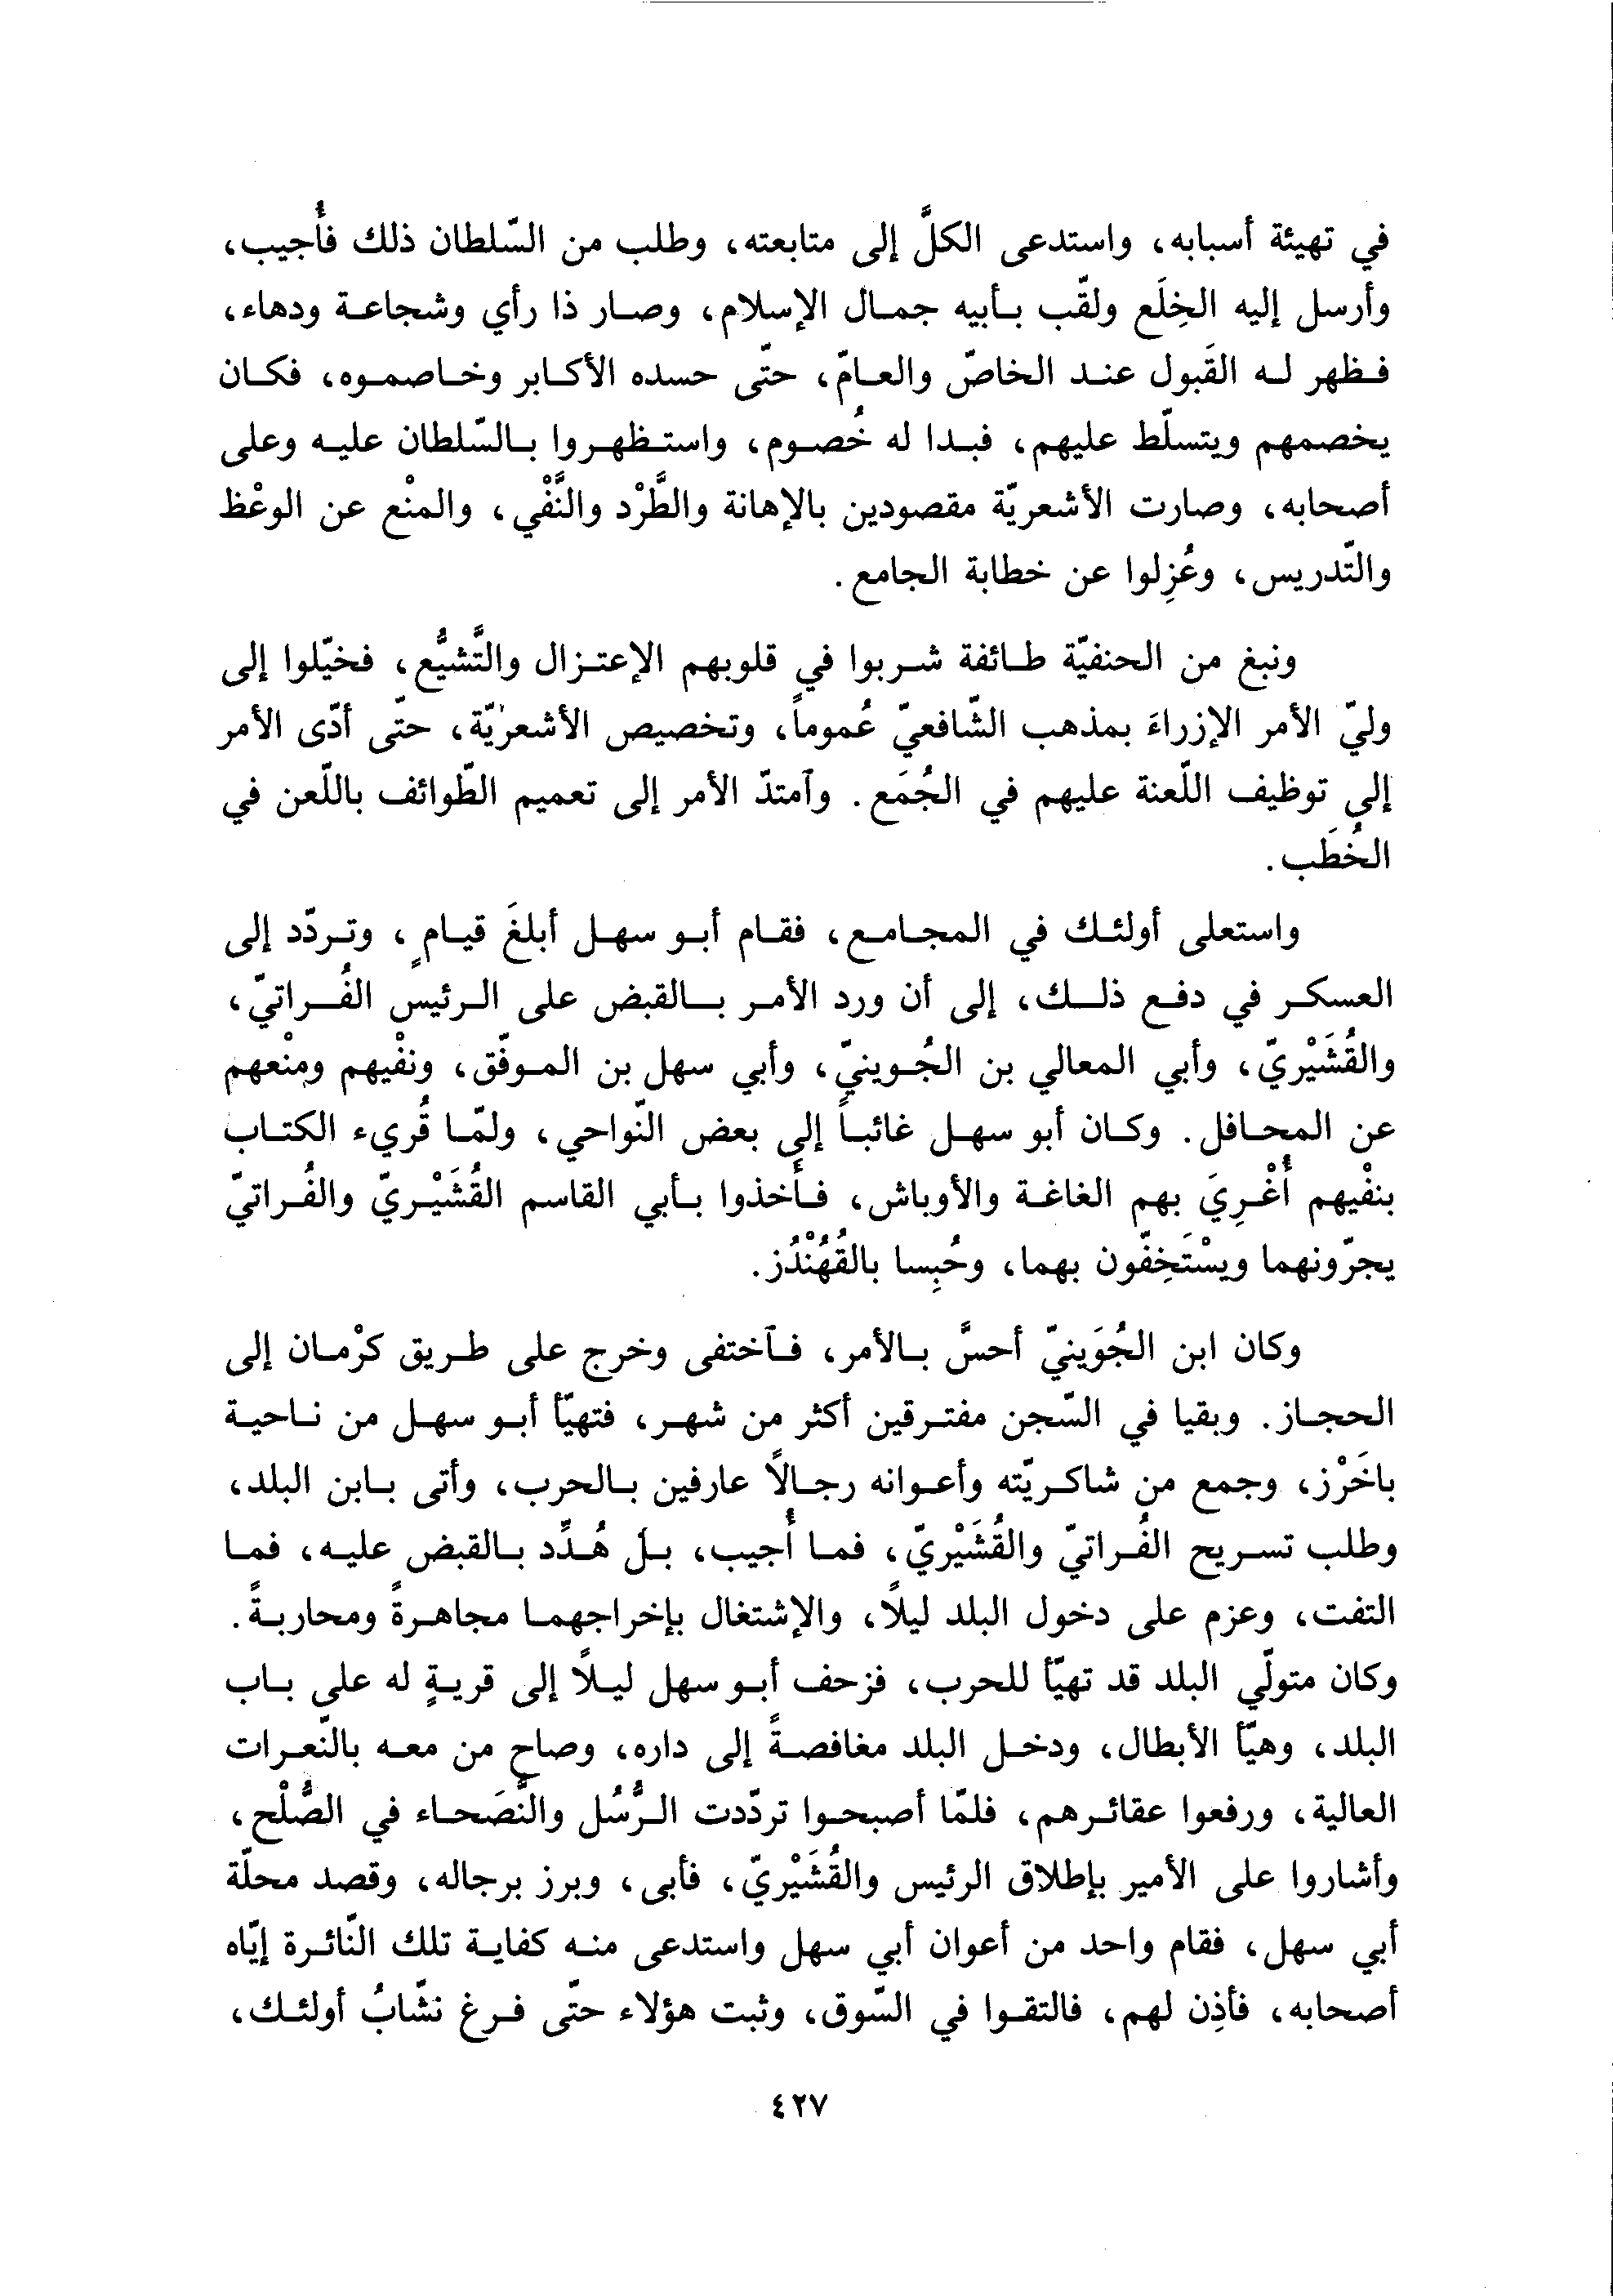 في تهيئة أسبابه، واستدعى الكلَّ إلى متابعته، وطلب من السّلطان ذلك فأُجيب،
وأرسل إليه الخِلَع ولقّب بأبيه جمال الإسلام، وصار ذا رأي وشجاعة ودهاء،
فظهر له القَبول عند الخاصّ والعامّ، حتّى حسده الأكابر وخاصموه، فكان
يخصمهم ويتسلّط عليهم، فبدا له خُصوم، واستظهروا بالسّلطان عليه وعلى
أصحابه، وصارت الأشعريّة مقصودين بالإهانة والطَّرْد والنَّفْي، والمنْع عن الوعْظ
والتّدريس، وعُزِلوا عن خطابة الجامع.
ونبغ من الحنفيّة طائفة شربوا في قلوبهم الإعتزال والتَّشيُّع، فخيّلوا إلى
وليّ الأمر الإزراءَ بمذهب الشّافعيّ عُموماً، وتخصيص الأشعريّة، حتّى أدّى الأمر
إلى توظيف اللّعنة عليهم في الجُمَع. وآمتدّ الأمر إلى تعميم الطّوائف باللّعن في
الخُطَب.
واستعلى أولئك في المجامع، فقام أبو سهل أبلغَ قيامٍ، وتردّد إلى
العسكر في دفع ذلك، إلى أن ورد الأمر بالقبض على الرئيس الفُراتيّ،
والقُشَيْريّ، وأبي المعالي بن الجُوينيّ، وأبي سهل بن الموفّق، ونفْيهم ومنْعهم
عن المحافل. وكان أبو سهل غائباً إلى بعض النّواحي، ولمّا قُريء الكتاب
بنفْيهم أُغْرِيَ بهم الغاغة والأوباش، فأخذوا بأبي القاسم القُشَيْريّ والفُراتيّ
يجرّونهما ويسْتَخِفّون بهما، وحُبِسا بالقُهُنْدُز.
وكان ابن الجُوَينيّ أحسَّ بالأمر، فآختفى وخرج على طريق كرْمان إلى
الحجاز. وبقيا في السّجن مفترقين أكثر من شهر، فتهيّأ أبو سهل من ناحية
باخَرْز، وجمع من شاكريّته وأعوانه رجالاً عارفين بالحرب، وأتى بابن البلد،
وطلب تسريح الفُراتيّ والقُشَيْريّ، فما أُجيب، بل هُدِّد بالقبض عليه، فما
التفت، وعزم على دخول البلد ليلاً، والإشتغال بإخراجهما مجاهرةً ومحاربةً.
وكان متولّي البلد قد تهيّأ للحرب، فزحف أبو سهل ليلاً إلى قريةٍ له على باب
البلد، وهيّأ الأبطال، ودخل البلد مغافصةً إلى داره، وصاح من معه بالنّعرات
العالية، ورفعوا عقائرهم، فلمّا أصبحوا تردّدت الرُّسُل والنُّصَحاء في الصُّلْح،
وأشاروا على الأمير بإطلاق الرئيس والقُشَيْريّ، فأبى، وبرز برجاله، وقصد محلّة
أبي سهل، فقام واحد من أعوان أبي سهل واستدعى منه كفاية تلك النّائرة إيّاه
أصحابه، فأذِن لهم، فالتقوا في السّوق، وثبت هؤلاء حتّى فرغ نشّابُ أولئك،
٤٢٧